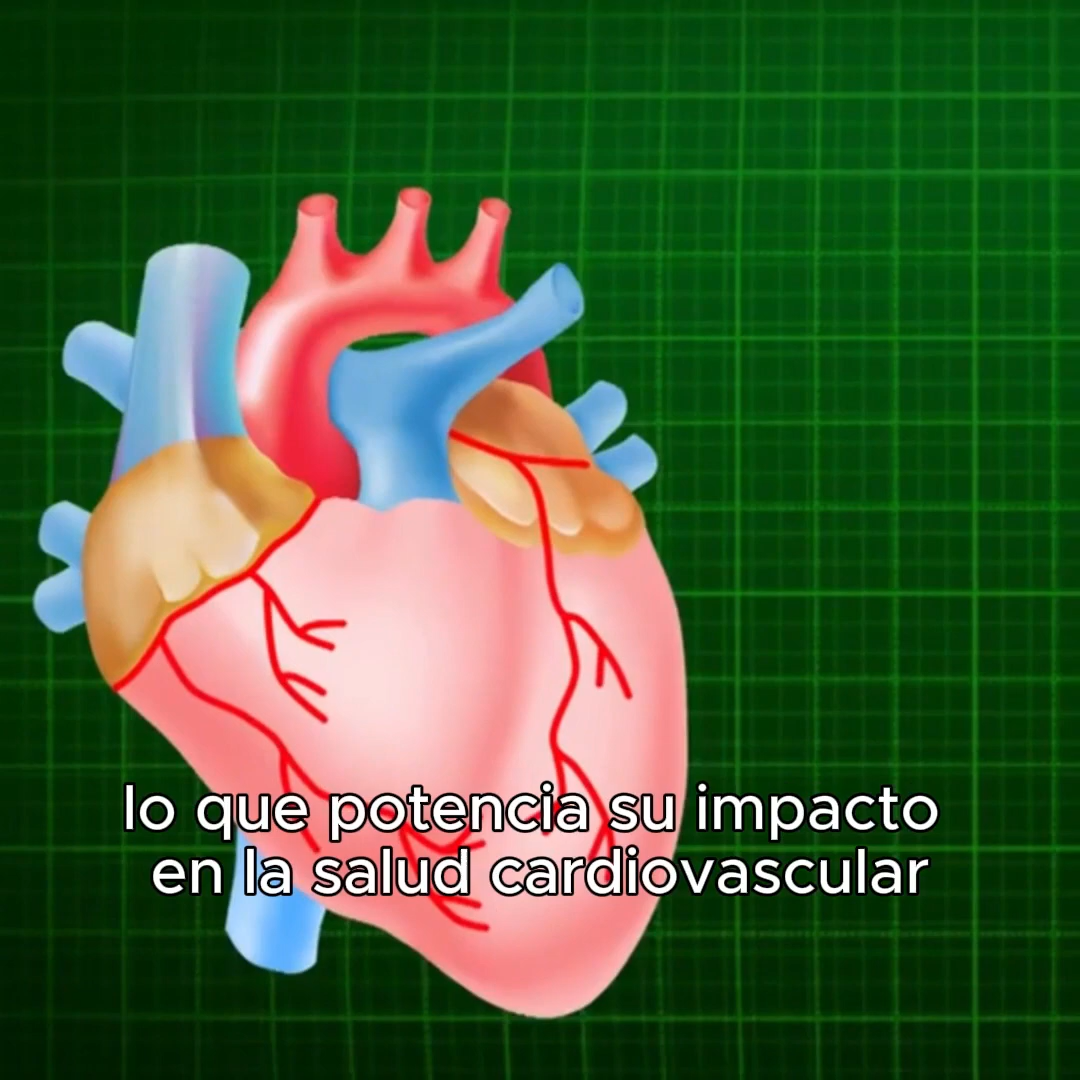 lo que potencia su impacto
en la salud cardiovascular